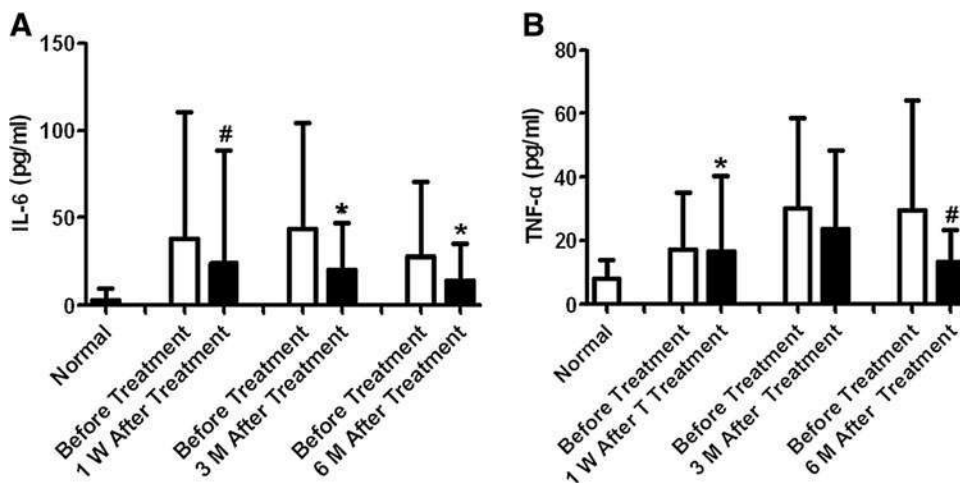 A
150
100
50
0
IL-6 (pg/ml)
#
*
*
Normal
Before Treatment
1 W After Treatment
Before Treatment
3 M After Treatment
Before Treatment
6 M After Treatment
B
80
60
40
20
0
TNF-α (pg/ml)
*
#
Normal
Before Treatment
1 W After T Treatment
Before Treatment
3 M After Treatment
Before Treatment
6 M After Treatment